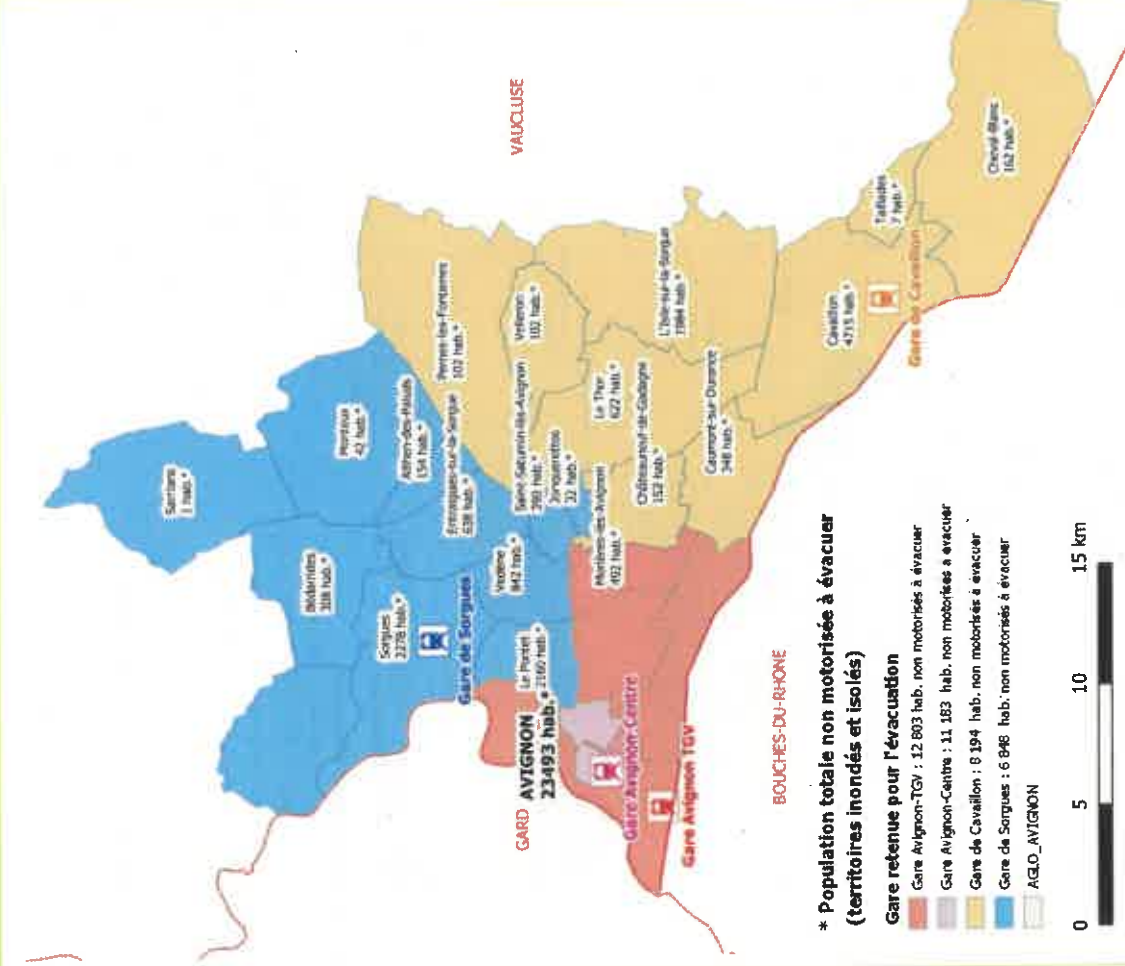 VAUCLUSE
Sarrians
1 hab.*
Monteux
42 hab.*
Althen-des-Paluds
154 hab.*
Bédarrides
308 hab.*
Entraigues-sur-la-Sorgue
638 hab.*
Pernes-les-Fontaines
102 hab.*
Sorgues
2278 hab.*
Gare de Sorgues
Vedène
842 hab.*
Saint-Saturnin-lès-Avignon
Jonquerettes
22 hab.*
Velleron
102 hab.*
Le Pontet
2160 hab.*
Morières-lès-Avignon
492 hab.*
Le Thor
622 hab.*
Châteauneuf-de-Gadagne
152 hab.*
L'Isle-sur-la-Sorgue
1984 hab.*
Caumont-sur-Durance
348 hab.*
Cavaillon
4715 hab.*
Gare de Cavaillon
Taillades
7 hab.*
Cheval-Blanc
162 hab.*
GARD
AVIGNON
23493 hab.*
Gare Avignon-Centre
Gare Avignon TGV
BOUCHES-DU-RHONE
* Population totale non motorisée à évacuer
(territoires inondés et isolés)
Gare retenue pour l'évacuation
Gare Avignon-TGV : 12 803 hab. non motorisés à évacuer
Gare Avignon-Centre : 11 183 hab. non motorisés à évacuer
Gare de Cavaillon : 8 194 hab. non motorisés à évacuer
Gare de Sorgues : 6 848 hab. non motorisés à évacuer
AGLO_AVIGNON
0 5 10 15 km